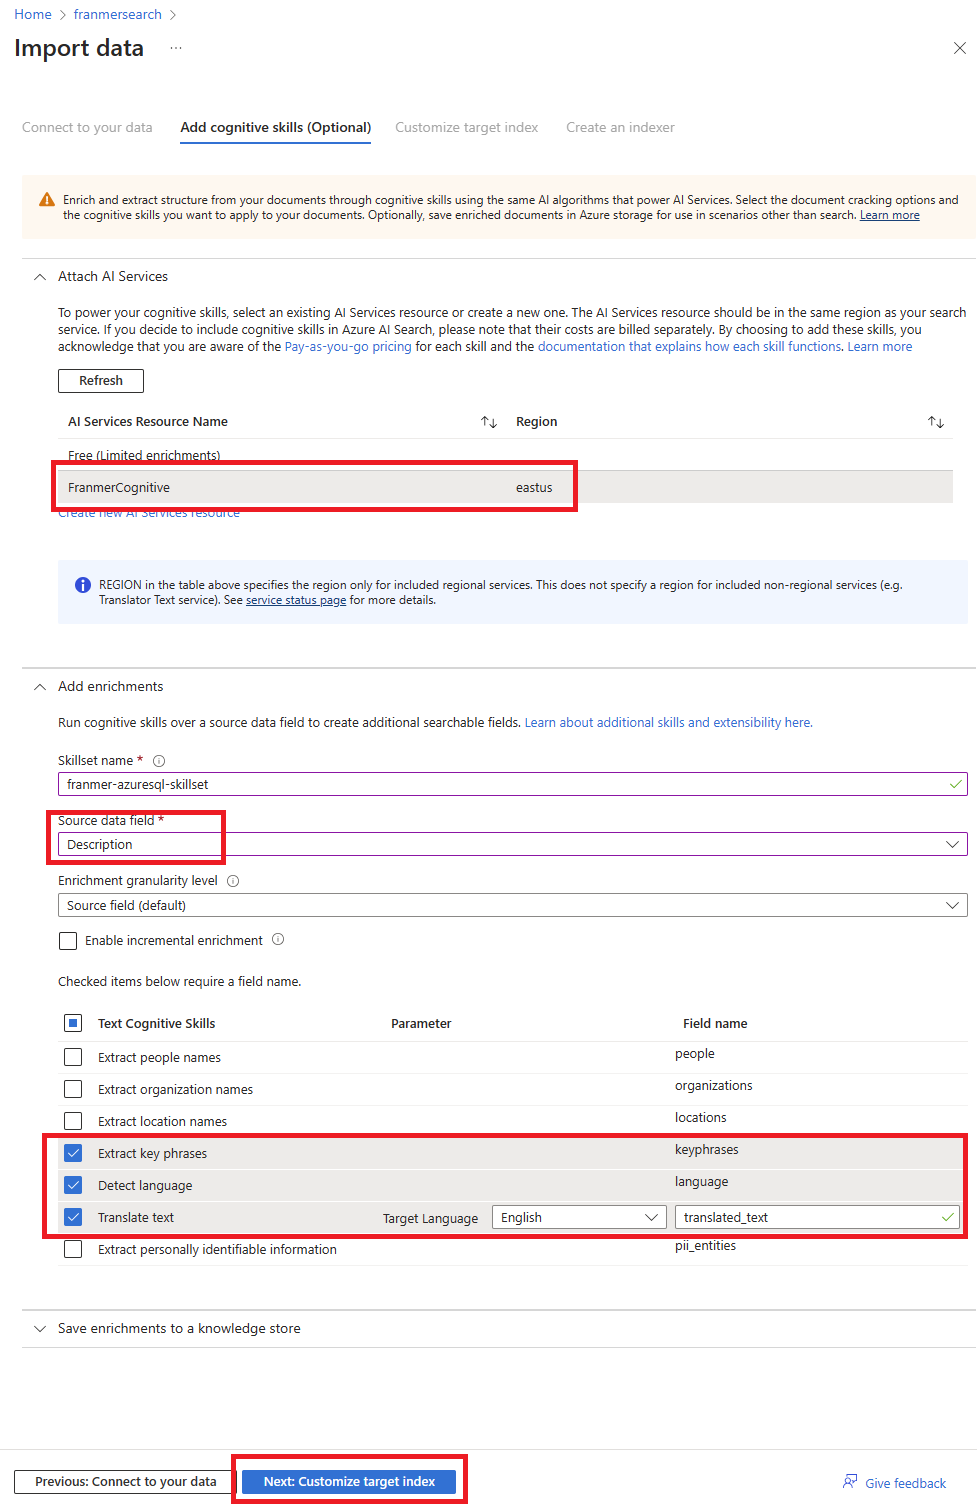 Home > franmersearch >
Import data ...
Connect to your data Add cognitive skills (Optional) Customize target index Create an indexer
Enrich and extract structure from your documents through cognitive skills using the same AI algorithms that power AI Services. Select the document cracking options and
the cognitive skills you want to apply to your documents. Optionally, save enriched documents in Azure storage for use in scenarios other than search. Learn more
Attach AI Services
To power your cognitive skills, select an existing AI Services resource or create a new one. The AI Services resource should be in the same region as your search
service. If you decide to include cognitive skills in Azure AI Search, please note that their costs are billed separately. By choosing to add these skills, you
acknowledge that you are aware of the Pay-as-you-go pricing for each skill and the documentation that explains how each skill functions. Learn more
Refresh
AI Services Resource Name Region
Free (Limited enrichments)
FranmerCognitive eastus
Create new AI Services resource
REGION in the table above specifies the region only for included regional services. This does not specify a region for included non-regional services (e.g.
Translator Text service). See service status page for more details.
Add enrichments
Run cognitive skills over a source data field to create additional searchable fields. Learn about additional skills and extensibility here.
Skillset name *
franmer-azuresql-skillset
Source data field *
Description
Enrichment granularity level
Source field (default)
Enable incremental enrichment
Checked items below require a field name.
Text Cognitive Skills Parameter Field name
Extract people names people
Extract organization names organizations
Extract location names locations
Extract key phrases keyphrases
Detect language language
Translate text Target Language English translated_text
Extract personally identifiable information pii_entities
Save enrichments to a knowledge store
Previous: Connect to your data Next: Customize target index Give feedback